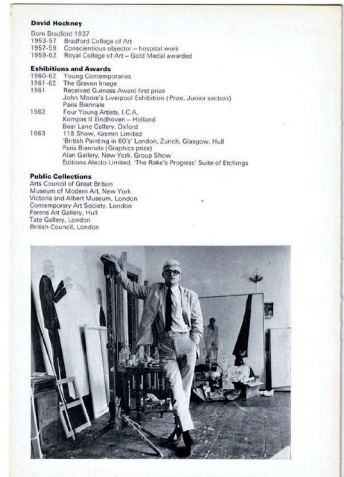 David Hockney
Born Bradford 1937
1953-57 Bradford College of Art
1957-59 Conscientious objector – hospital work
1959-62 Royal College of Art – Gold Medal awarded
Exhibitions and Awards
1960-62 Young Contemporaries
1961-62 The Graven Image
1961 Received Guiness Award first prize
John Moore's Liverpool Exhibition (Prize, Junior section)
Paris Biennale
1962 Four Young Artists, I.C.A.
Kompas II Eindhoven – Holland
Bear Lane Gallery, Oxford
1963 118 Show, Kasmin Limited
'British Painting in 60's' London, Zurich, Glasgow, Hull
Paris Biennale (Graphics prize)
Alan Gallery, New York. Group Show
Editions Alecto Limited, 'The Rake's Progress' Suite of Etchings
Public Collections
Arts Council of Great Britain
Museum of Modern Art, New York
Victoria and Albert Museum, London
Contemporary Art Society, London
Ferens Art Gallery, Hull
Tate Gallery, London
British Council, London